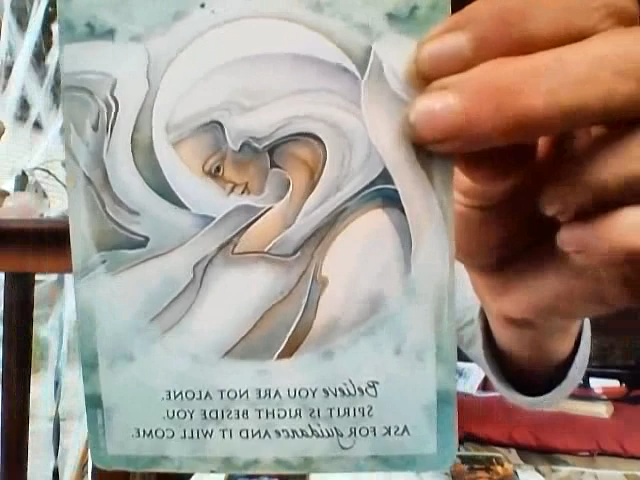 Believe YOU ARE NOT ALONE.
SPIRIT IS RIGHT BESIDE YOU.
ASK FOR guidance AND IT WILL COME.